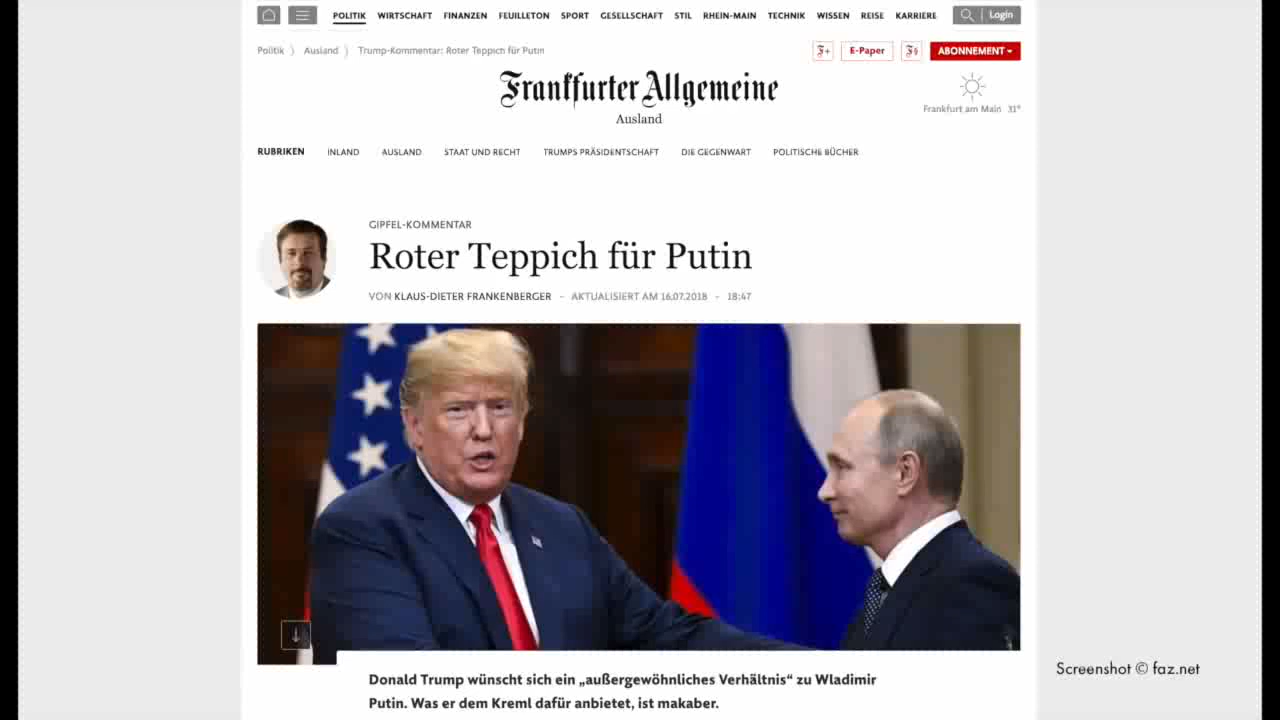 POLITIK WIRTSCHAFT FINANZEN FEUILLETON SPORT GESELLSCHAFT STIL RHEIN-MAIN TECHNIK WISSEN REISE KARRIERE Login
Politik Ausland Trump-Kommentar: Roter Teppich für Putin
F+ E-Paper F§ ABONNEMENT
Frankfurter Allgemeine
Ausland
Frankfurt am Main 31°
RUBRIKEN INLAND AUSLAND STAAT UND RECHT TRUMPS PRÄSIDENTSCHAFT DIE GEGENWART POLITISCHE BÜCHER
GIPFEL-KOMMENTAR
Roter Teppich für Putin
VON KLAUS-DIETER FRANKENBERGER - AKTUALISIERT AM 16.07.2018 - 18:47
Donald Trump wünscht sich ein „außergewöhnliches Verhältnis“ zu Wladimir
Putin. Was er dem Kreml dafür anbietet, ist makaber.
Screenshot © faz.net